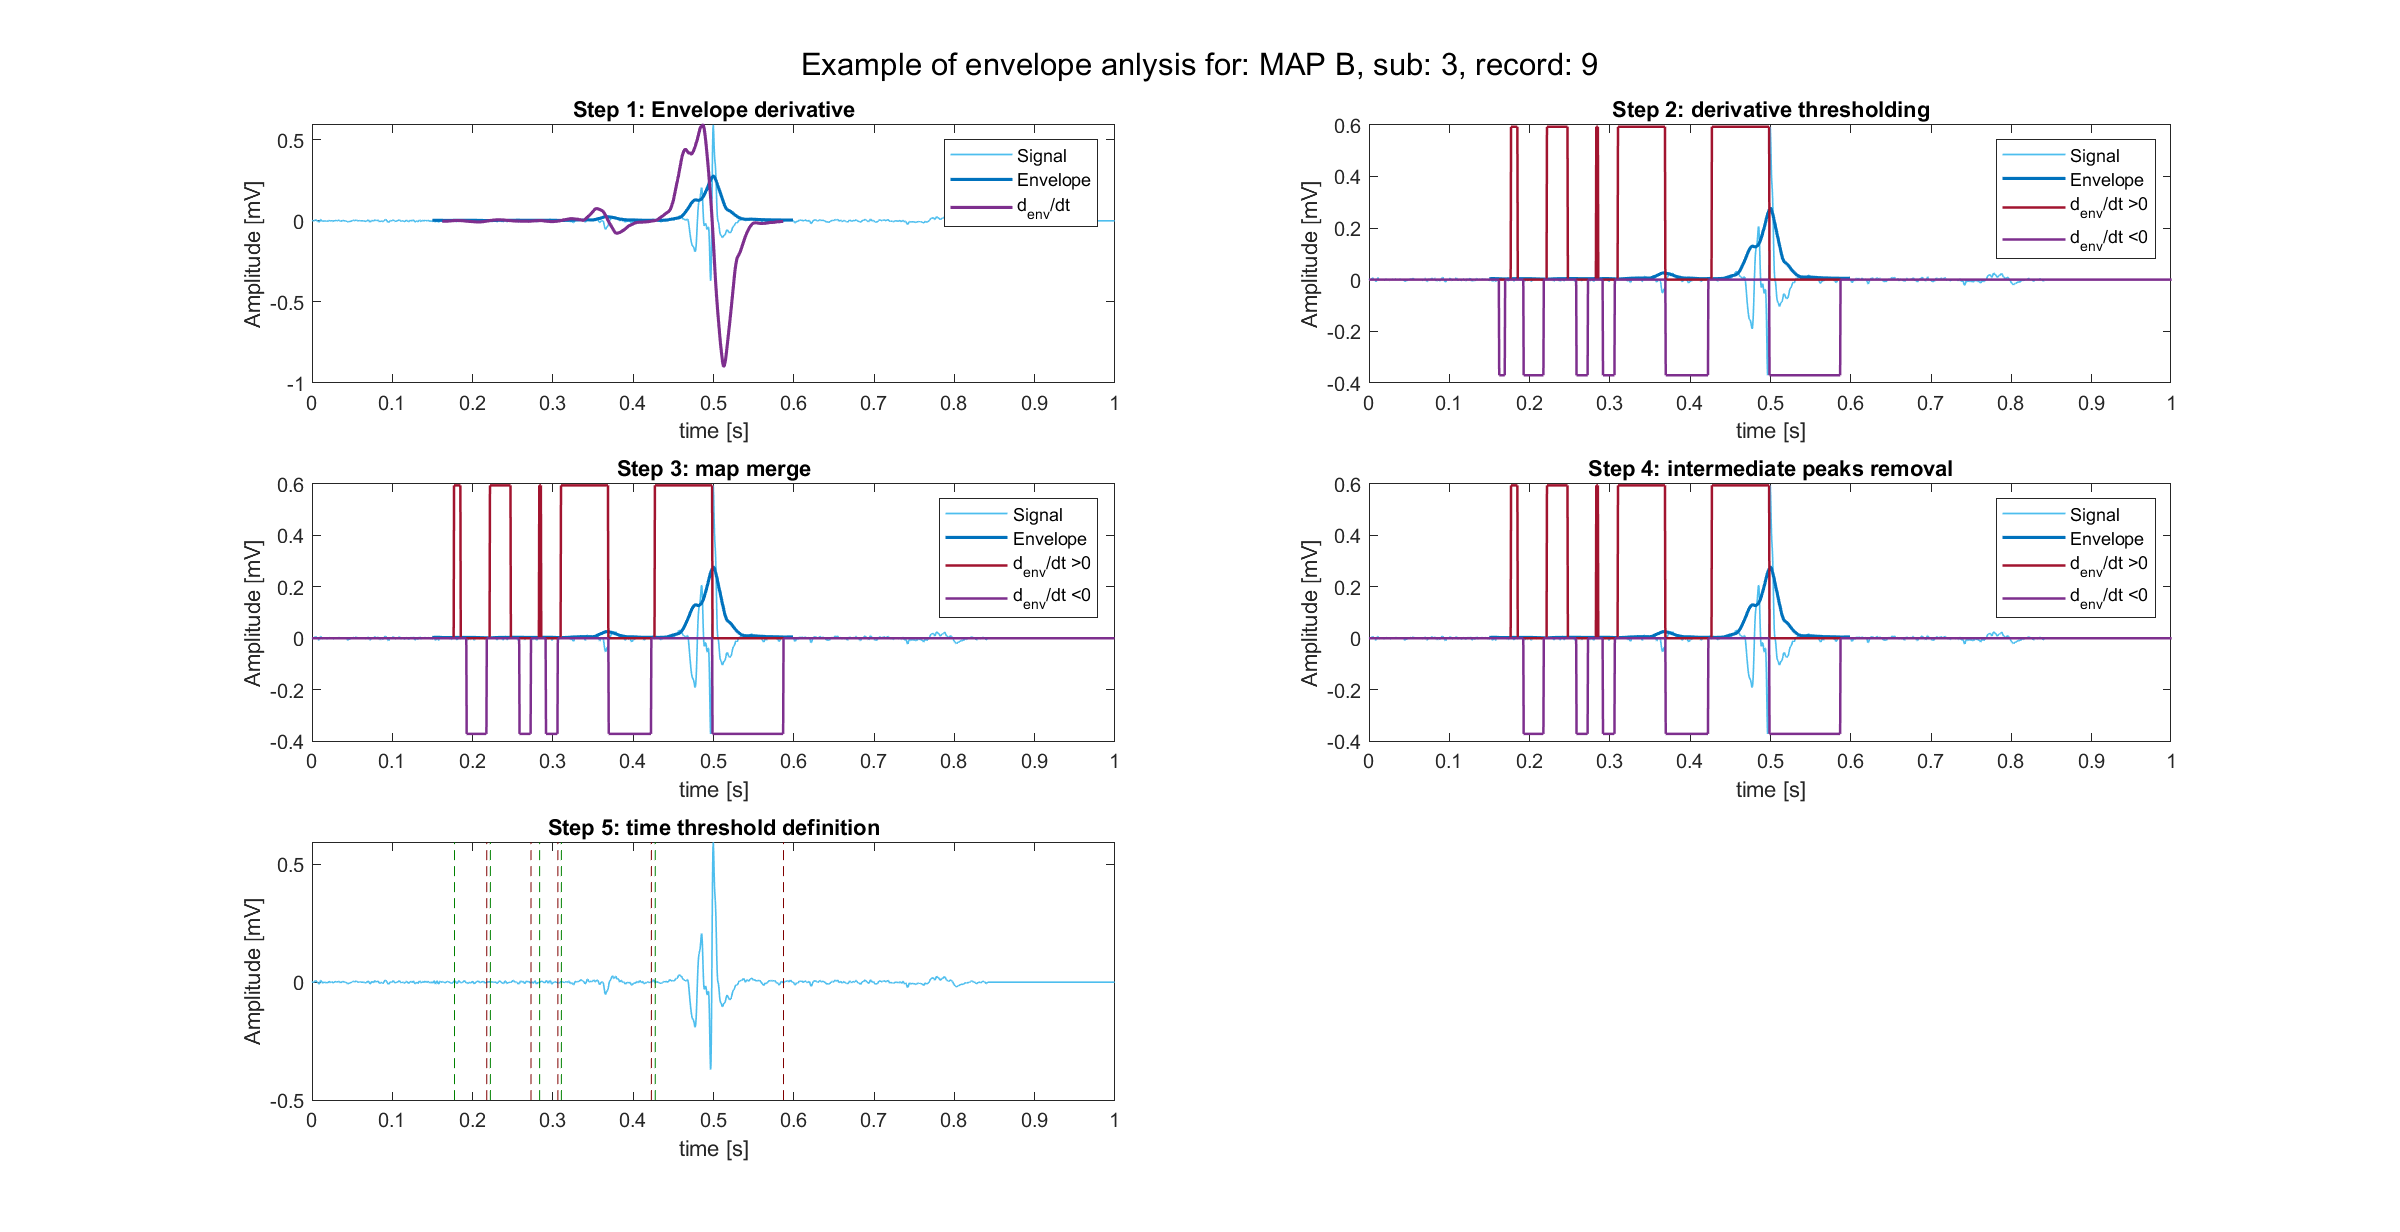 Example of envelope anlysis for: MAP B, sub: 3, record: 9
Step 1: Envelope derivative
0.5
0
-0.5
-1
Amplitude [mV]
0 0.1 0.2 0.3 0.4 0.5 0.6 0.7 0.8 0.9 1
time [s]
Signal
Envelope
d_env/dt
Step 2: derivative thresholding
0.6
0.4
0.2
0
-0.2
-0.4
Amplitude [mV]
0 0.1 0.2 0.3 0.4 0.5 0.6 0.7 0.8 0.9 1
time [s]
Signal
Envelope
d_env/dt >0
d_env/dt <0
Step 3: map merge
0.6
0.4
0.2
0
-0.2
-0.4
Amplitude [mV]
0 0.1 0.2 0.3 0.4 0.5 0.6 0.7 0.8 0.9 1
time [s]
Signal
Envelope
d_env/dt >0
d_env/dt <0
Step 4: intermediate peaks removal
0.6
0.4
0.2
0
-0.2
-0.4
Amplitude [mV]
0 0.1 0.2 0.3 0.4 0.5 0.6 0.7 0.8 0.9 1
time [s]
Signal
Envelope
d_env/dt >0
d_env/dt <0
Step 5: time threshold definition
0.5
0
-0.5
Amplitude [mV]
0 0.1 0.2 0.3 0.4 0.5 0.6 0.7 0.8 0.9 1
time [s]